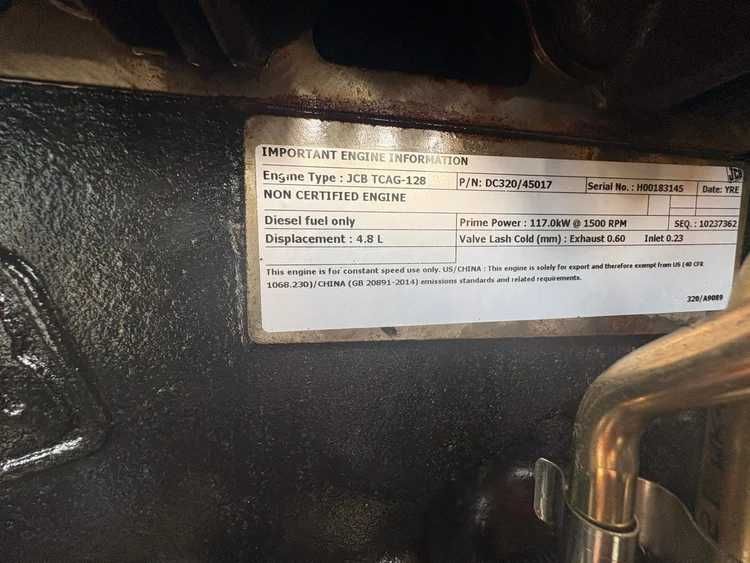 IMPORTANT ENGINE INFORMATION
JCB
Engine Type : JCB TCAG-128 P/N: DC320/45017 Serial No. : H00183145 Date: YRE
NON CERTIFIED ENGINE
Diesel fuel only Prime Power : 117.0kW @ 1500 RPM SEQ. : 10237362
Displacement : 4.8 L Valve Lash Cold (mm) : Exhaust 0.60 Inlet 0.23
This engine is for constant speed use only. US/CHINA : This engine is solely for export and therefore exempt from US (40 CFR
1068.230)/CHINA (GB 20891-2014) emissions standards and related requirements.
320/A9089